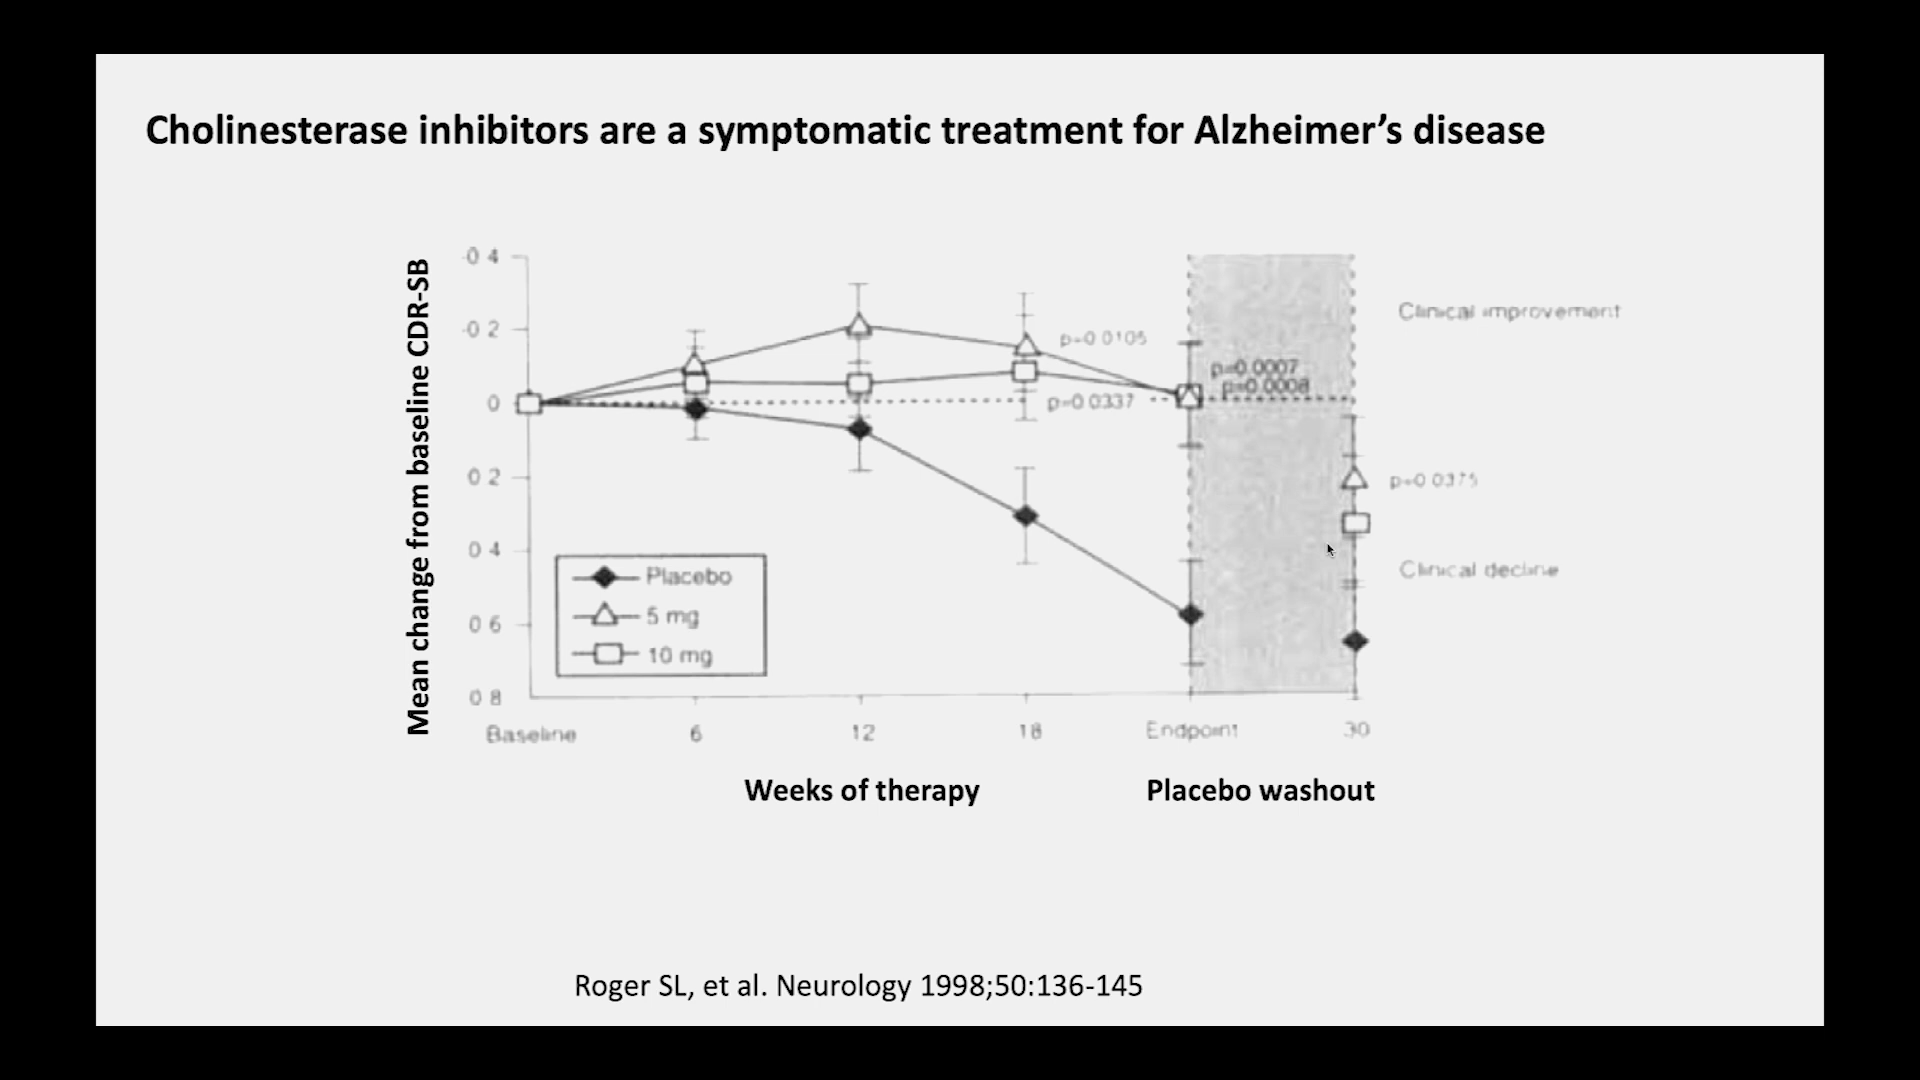 Cholinesterase inhibitors are a symptomatic treatment for Alzheimer’s disease
Mean change from baseline CDR-SB
-0 4
-0 2
0
0 2
0 4
0 6
0 8
Clinical improvement
p=0 0105
p=0.0007
p=0.0008
p=0 0337
p=0 0375
Clinical decline
Placebo
5 mg
10 mg
Baseline
6
12
18
Endpoint
30
Weeks of therapy
Placebo washout
Roger SL, et al. Neurology 1998;50:136-145